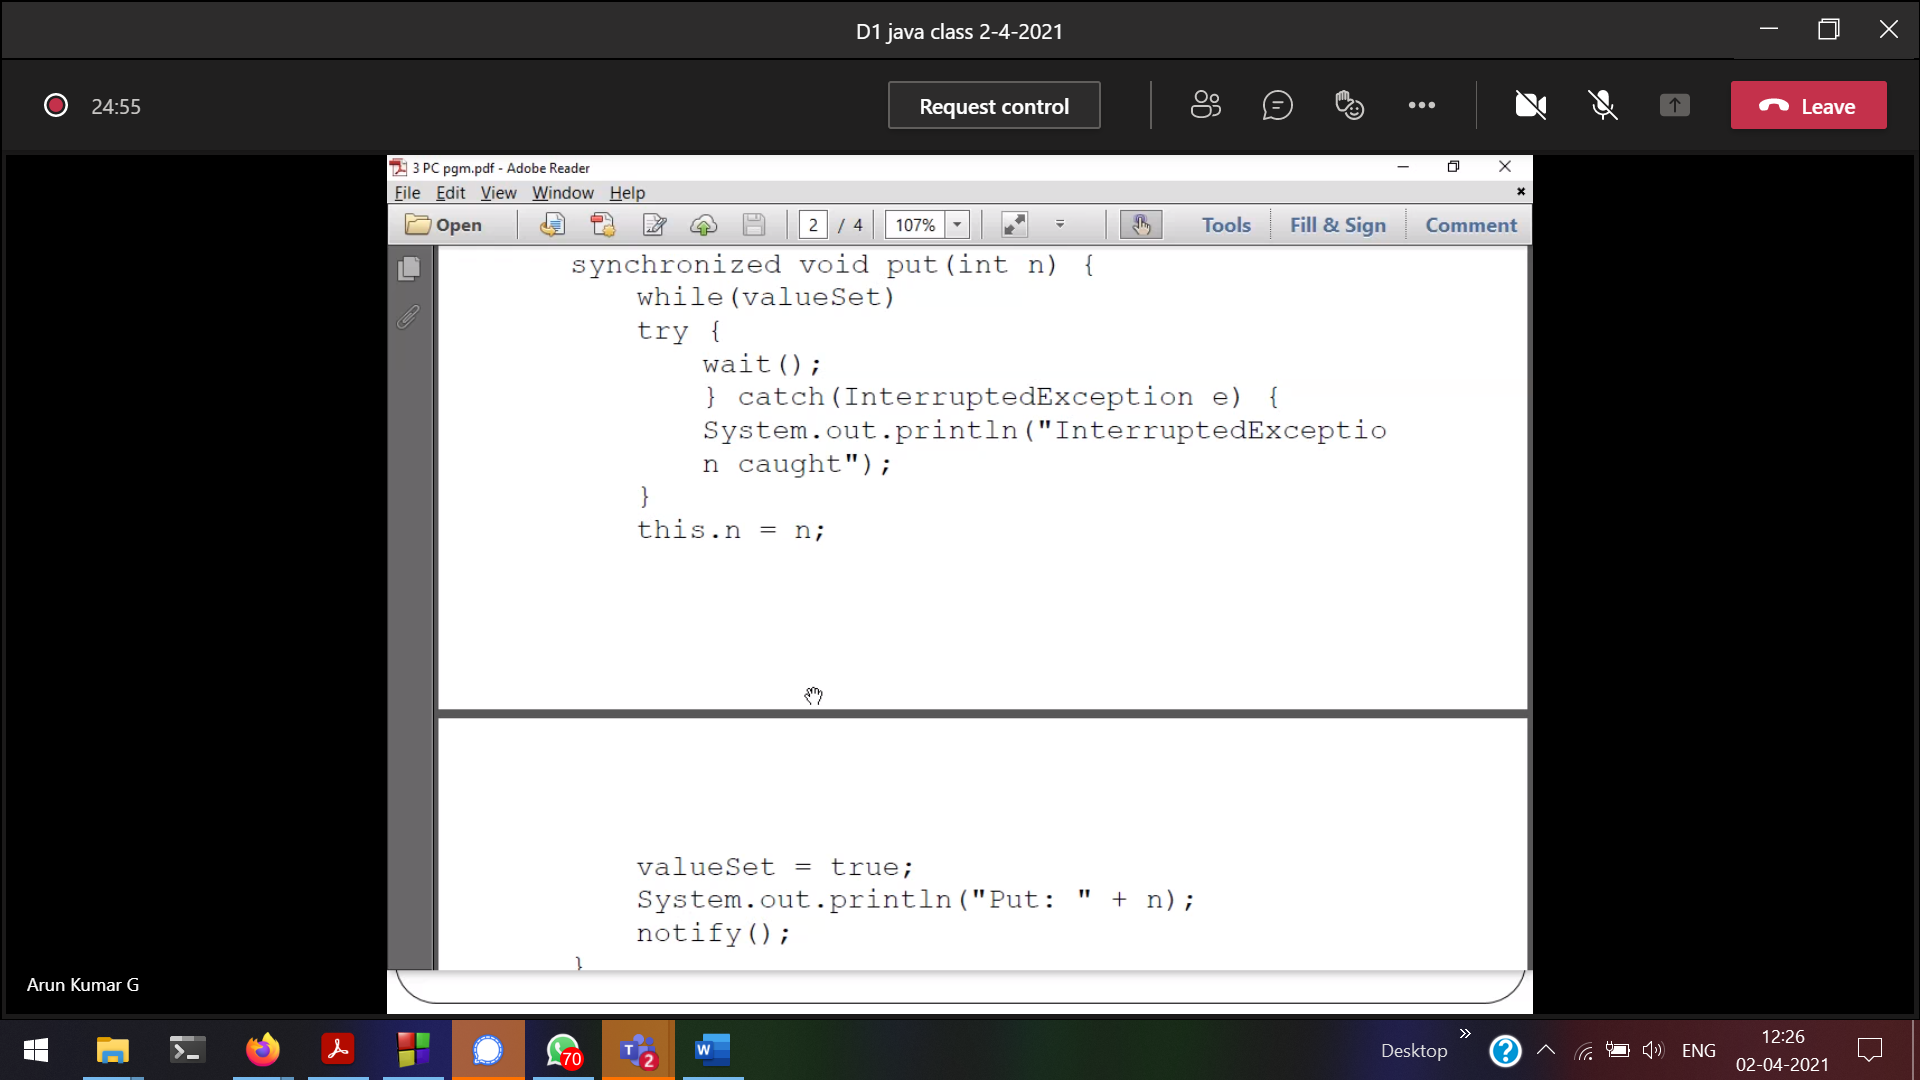 D1 java class 2-4-2021
24:55
Request control
Leave
3 PC pgm.pdf - Adobe Reader
File Edit View Window Help
Open 2 / 4 107% Tools Fill & Sign Comment
synchronized void put(int n) {
while(valueSet)
try {
wait();
} catch(InterruptedException e) {
System.out.println("InterruptedExceptio
n caught");
}
this.n = n;
valueSet = true;
System.out.println("Put: " + n);
notify();
}
Arun Kumar G
70
2
Desktop
ENG
12:26
02-04-2021